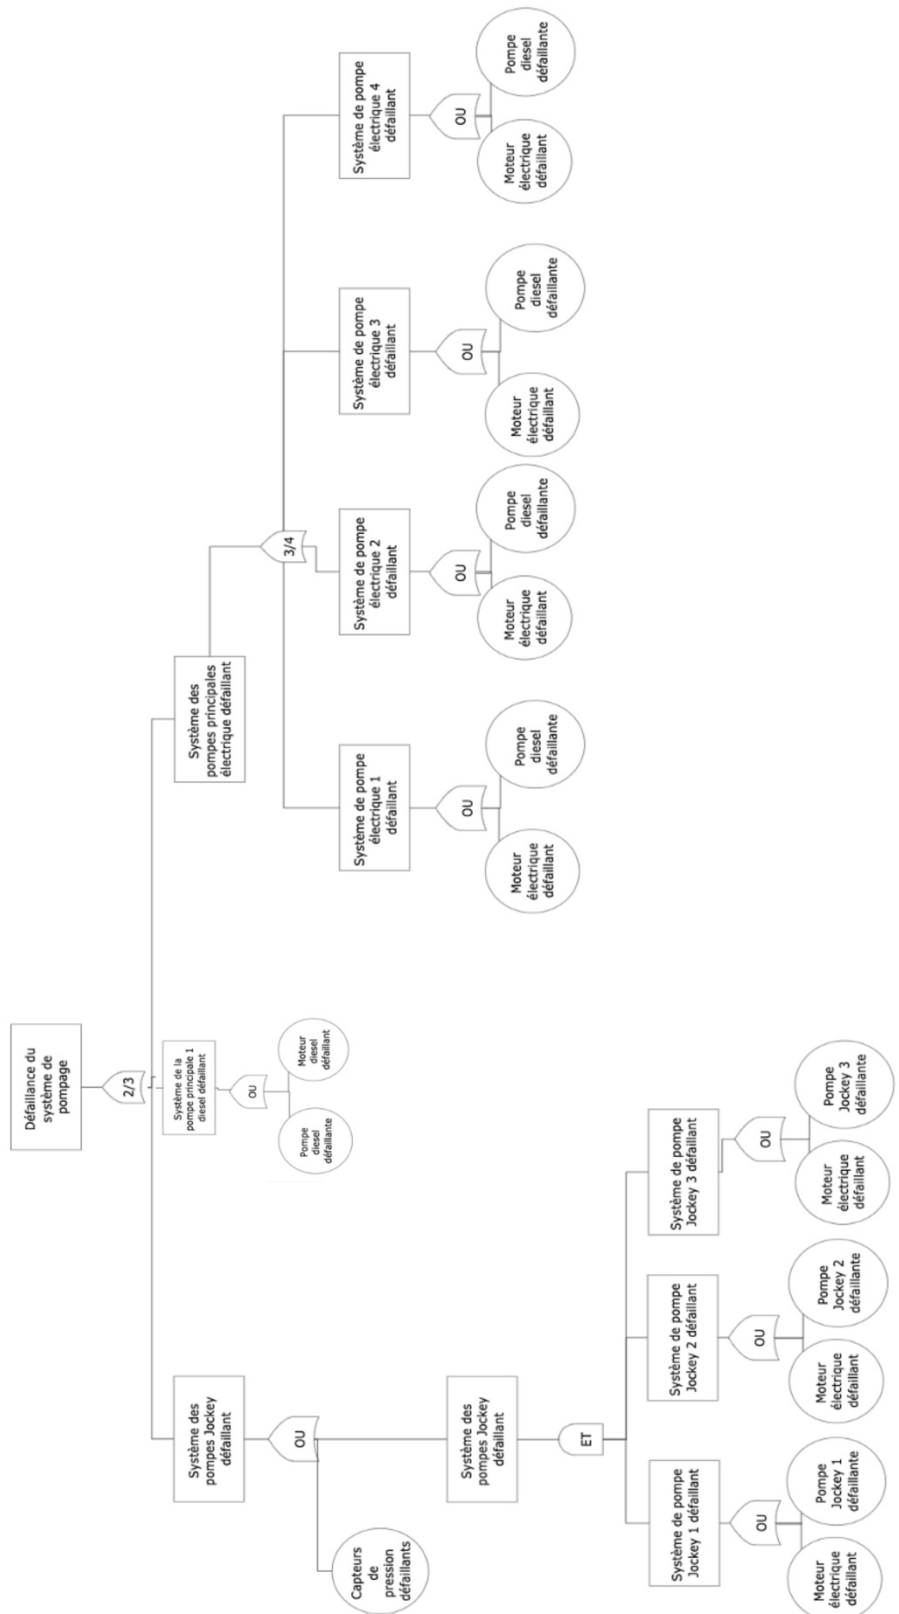 Défaillance du
système de
pompage
2/3
Système des
pompes Jockey
défaillant
Système de la
pompe principale 1
diesel défaillant
Système des
pompes principales
électrique défaillant
OU
OU
3/4
Pompe
diesel
défaillante
Moteur
diesel
défaillant
Capteurs
de
pression
défaillants
Système de pompe
électrique 1
défaillant
Système de pompe
électrique 2
défaillant
Système de pompe
électrique 3
défaillant
Système de pompe
électrique 4
défaillant
OU
OU
OU
OU
Système des
pompes Jockey
défaillant
Moteur
électrique
défaillant
Pompe
diesel
défaillante
Moteur
électrique
défaillant
Pompe
diesel
défaillante
Moteur
électrique
défaillant
Pompe
diesel
défaillante
Moteur
électrique
défaillant
Pompe
diesel
défaillante
ET
Système de pompe
Jockey 1 défaillant
Système de pompe
Jockey 2 défaillant
Système de pompe
Jockey 3 défaillant
OU
OU
OU
Moteur
électrique
défaillant
Pompe
Jockey 1
défaillante
Moteur
électrique
défaillant
Pompe
Jockey 2
défaillante
Moteur
électrique
défaillant
Pompe
Jockey 3
défaillante